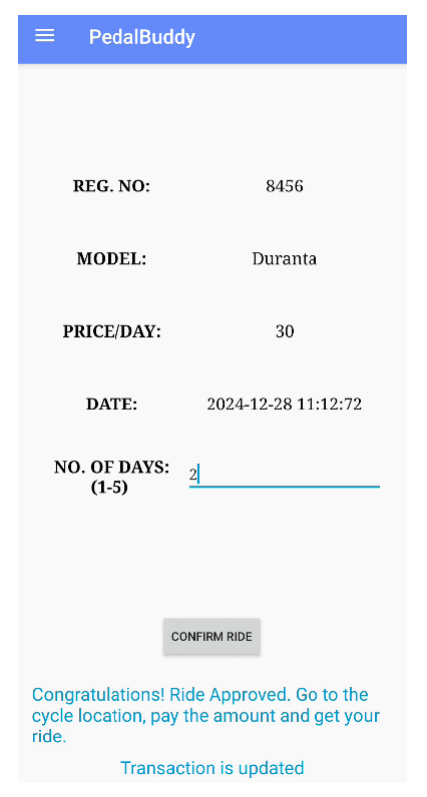 PedalBuddy
REG. NO: 8456
MODEL: Duranta
PRICE/DAY: 30
DATE: 2024-12-28 11:12:72
NO. OF DAYS:
(1-5) 2
CONFIRM RIDE
Congratulations! Ride Approved. Go to the
cycle location, pay the amount and get your
ride.
Transaction is updated